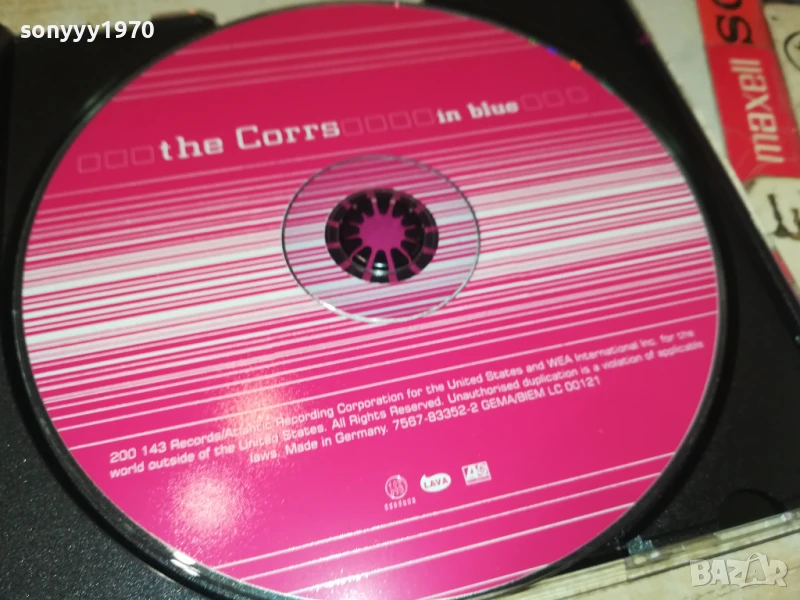 sonyyy1970
the Corrs in blue
maxell
200 143 Records/Atlantic Recording Corporation for the United States and WEA International Inc. for the
world outside of the United States. All Rights Reserved. Unauthorised duplication is a violation of applicable
laws. Made in Germany. 7567-83352-2 GEMA/BIEM LC 00121
LAVA
BAZAR